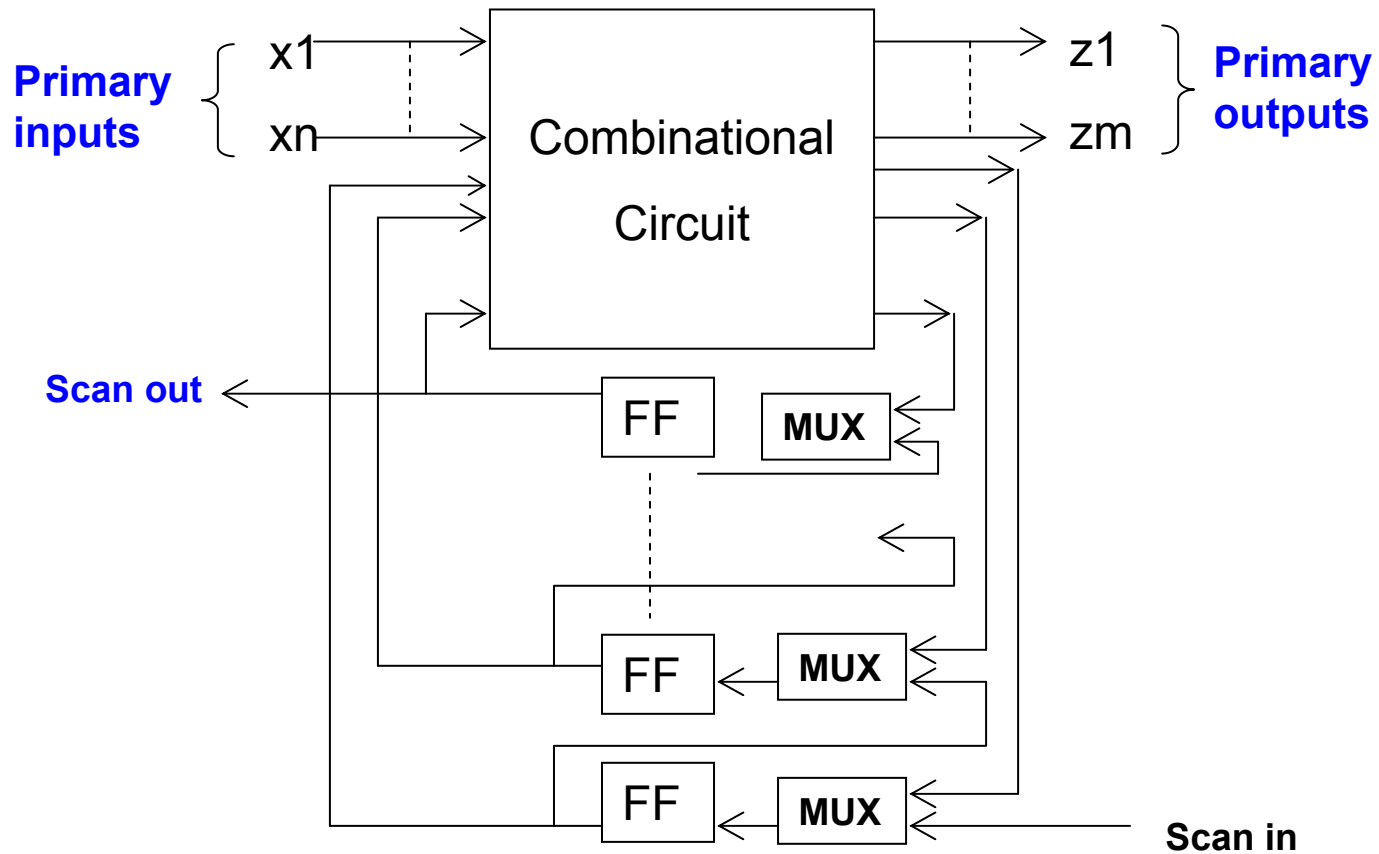 Primary
inputs
x1
xn
Combinational
Circuit
z1
zm
Primary
outputs
Scan out
FF
MUX
FF
MUX
FF
MUX
Scan in